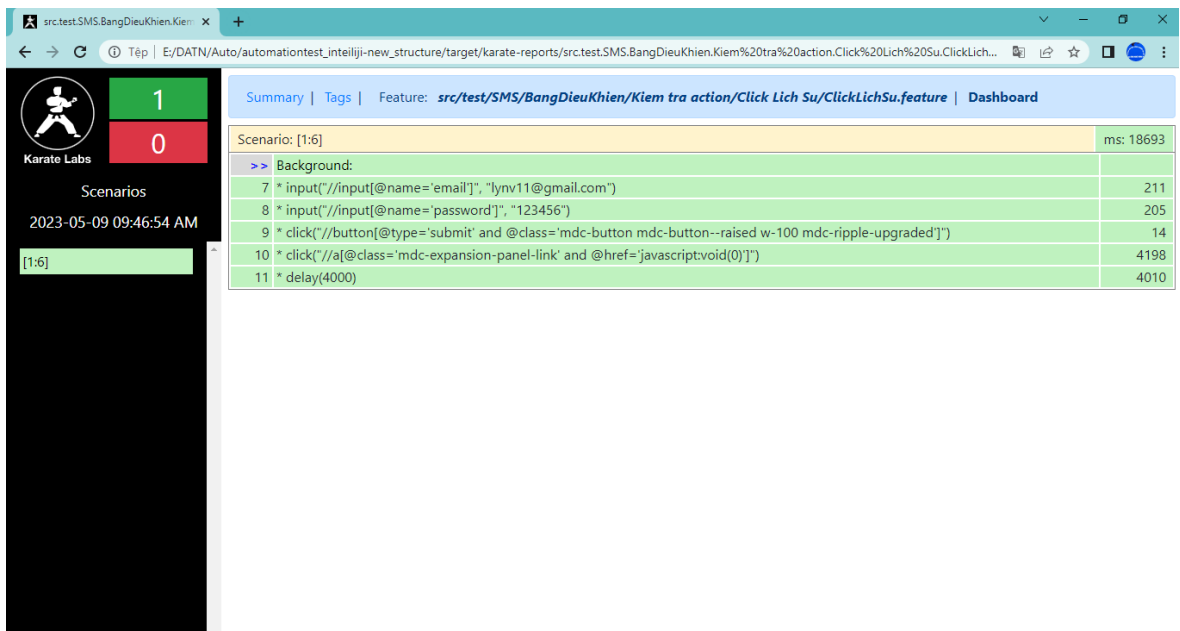 src.test.SMS.BangDieuKhien.Kiem
Tệp | E:/DATN/Auto/automationtest_inteiliji-new_structure/target/karate-reports/src.test.SMS.BangDieuKhien.Kiem%20tra%20action.Click%20Lich%20Su.ClickLich...
1
0
Karate Labs
Scenarios
2023-05-09 09:46:54 AM
[1:6]
Summary | Tags | Feature: src/test/SMS/BangDieuKhien/Kiem tra action/Click Lich Su/ClickLichSu.feature | Dashboard
Scenario: [1:6] ms: 18693
>> Background:
7 * input("//input[@name='email']", "lynv11@gmail.com") 211
8 * input("//input[@name='password']", "123456") 205
9 * click("//button[@type='submit' and @class='mdc-button mdc-button--raised w-100 mdc-ripple-upgraded']") 14
10 * click("//a[@class='mdc-expansion-panel-link' and @href='javascript:void(0)']") 4198
11 * delay(4000) 4010